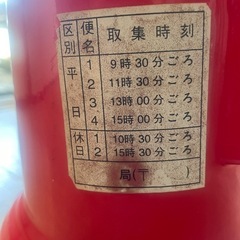 区別 便名 取集時刻
平日 1 9時30分ごろ
2 11時30分ごろ
3 13時00分ごろ
4 15時00分ごろ
休日 1 10時30分ごろ
2 15時30分ごろ
局(〒 )